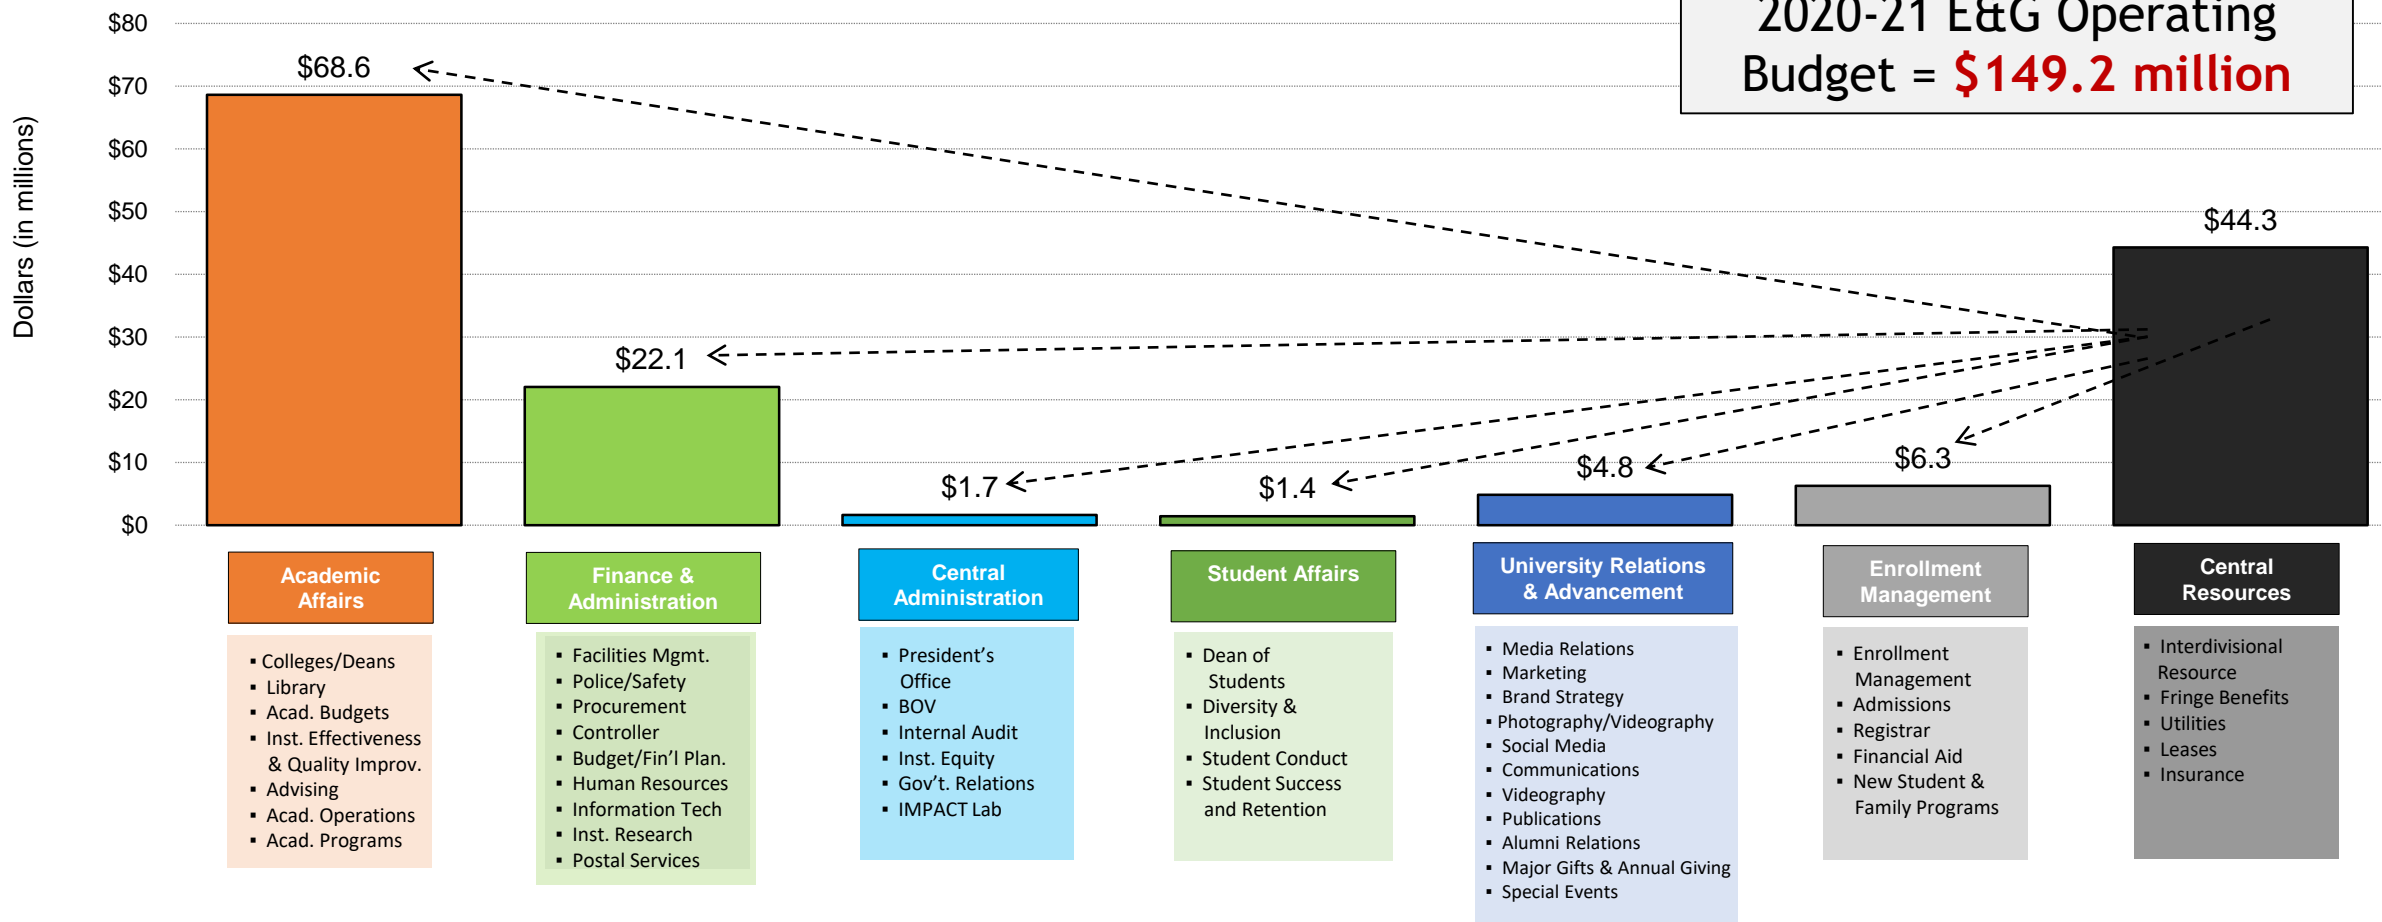 2020-21 E&G Operating
Budget = $149.2 million
Dollars (in millions)
$80
$70
$60
$50
$40
$30
$20
$10
$0
$68.6
$22.1
$1.7
$1.4
$4.8
$6.3
$44.3
Academic
Affairs
▪ Colleges/Deans
▪ Library
▪ Acad. Budgets
▪ Inst. Effectiveness
& Quality Improv.
▪ Advising
▪ Acad. Operations
▪ Acad. Programs
Finance &
Administration
▪ Facilities Mgmt.
▪ Police/Safety
▪ Procurement
▪ Controller
▪ Budget/Fin’l Plan.
▪ Human Resources
▪ Information Tech
▪ Inst. Research
▪ Postal Services
Central
Administration
▪ President’s
Office
▪ BOV
▪ Internal Audit
▪ Inst. Equity
▪ Gov’t. Relations
▪ IMPACT Lab
Student Affairs
▪ Dean of
Students
▪ Diversity &
Inclusion
▪ Student Conduct
▪ Student Success
and Retention
University Relations
& Advancement
▪ Media Relations
▪ Marketing
▪ Brand Strategy
▪ Photography/Videography
▪ Social Media
▪ Communications
▪ Videography
▪ Publications
▪ Alumni Relations
▪ Major Gifts & Annual Giving
▪ Special Events
Enrollment
Management
▪ Enrollment
Management
▪ Admissions
▪ Registrar
▪ Financial Aid
▪ New Student &
Family Programs
Central
Resources
▪ Interdivisional
Resource
▪ Fringe Benefits
▪ Utilities
▪ Leases
▪ Insurance